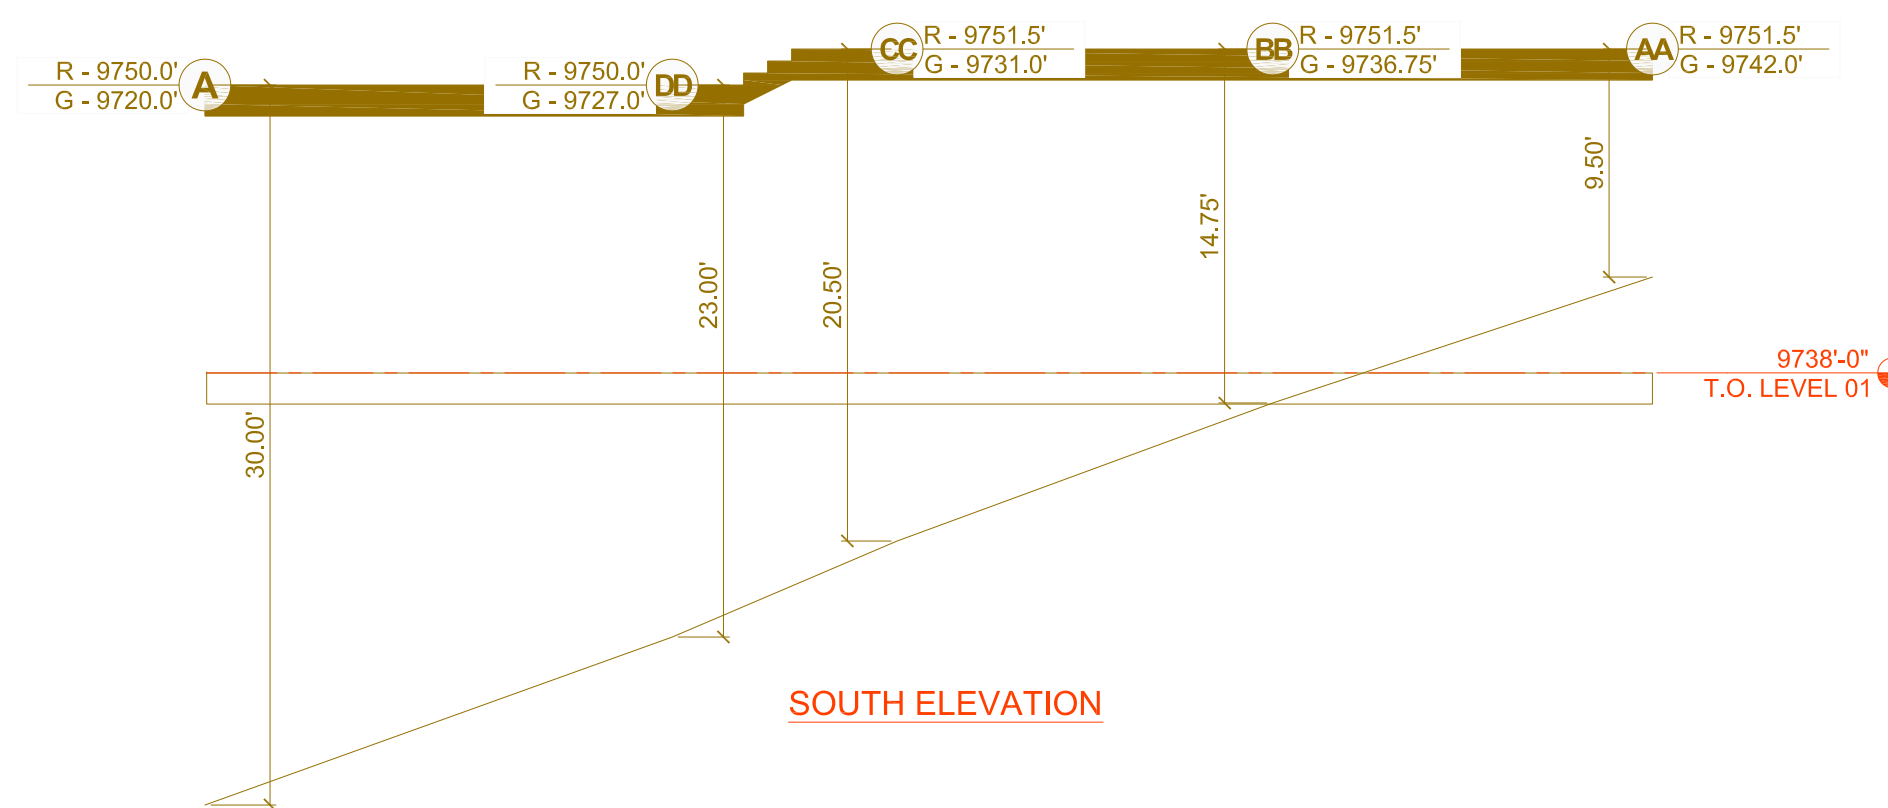 R - 9750.0'
G - 9720.0'
A
R - 9750.0'
G - 9727.0'
DD
CC
R - 9751.5'
G - 9731.0'
BB
R - 9751.5'
G - 9736.75'
AA
R - 9751.5'
G - 9742.0'
30.00'
23.00'
20.50'
14.75'
9.50'
9738'-0"
T.O. LEVEL 01
SOUTH ELEVATION